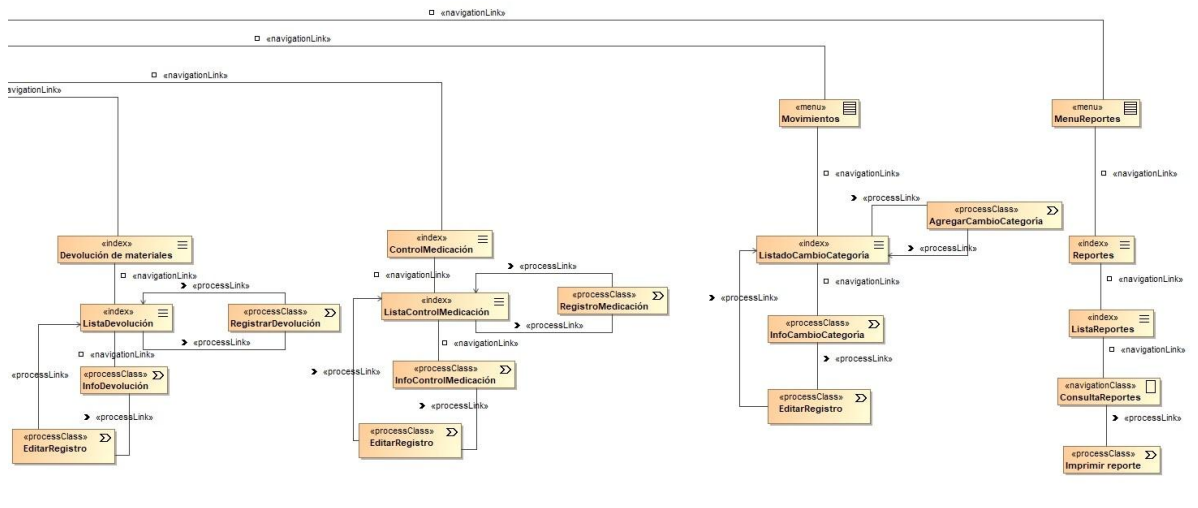 «navigationLink»
«navigationLink»
«navigationLink»
avigationLink»
«menu»
Movimientos
«menu»
MenuReportes
«navigationLink»
«navigationLink»
«processLink»
«processClass»
AgregarCambioCategoría
«processLink»
«index»
Devolución de materiales
«index»
ControlMedicación
«index»
ListadoCambioCategoría
«index»
Reportes
«navigationLink»
«processLink»
«navigationLink»
«processLink»
«navigationLink»
«navigationLink»
«processLink»
«index»
ListaDevolución
«processClass»
RegistrarDevolución
«index»
ListaControlMedicación
«processClass»
RegistroMedicación
«processClass»
InfoCambioCategoría
«index»
ListaReportes
«processLink»
«processLink»
«navigationLink»
«navigationLink»
«processLink»
«navigationLink»
«processLink»
«processClass»
InfoDevolución
«processLink»
«processClass»
InfoControlMedicación
«processClass»
EditarRegistro
«navigationClass»
ConsultaReportes
«processLink»
«processLink»
«processLink»
«processClass»
EditarRegistro
«processClass»
EditarRegistro
«processClass»
Imprimir reporte